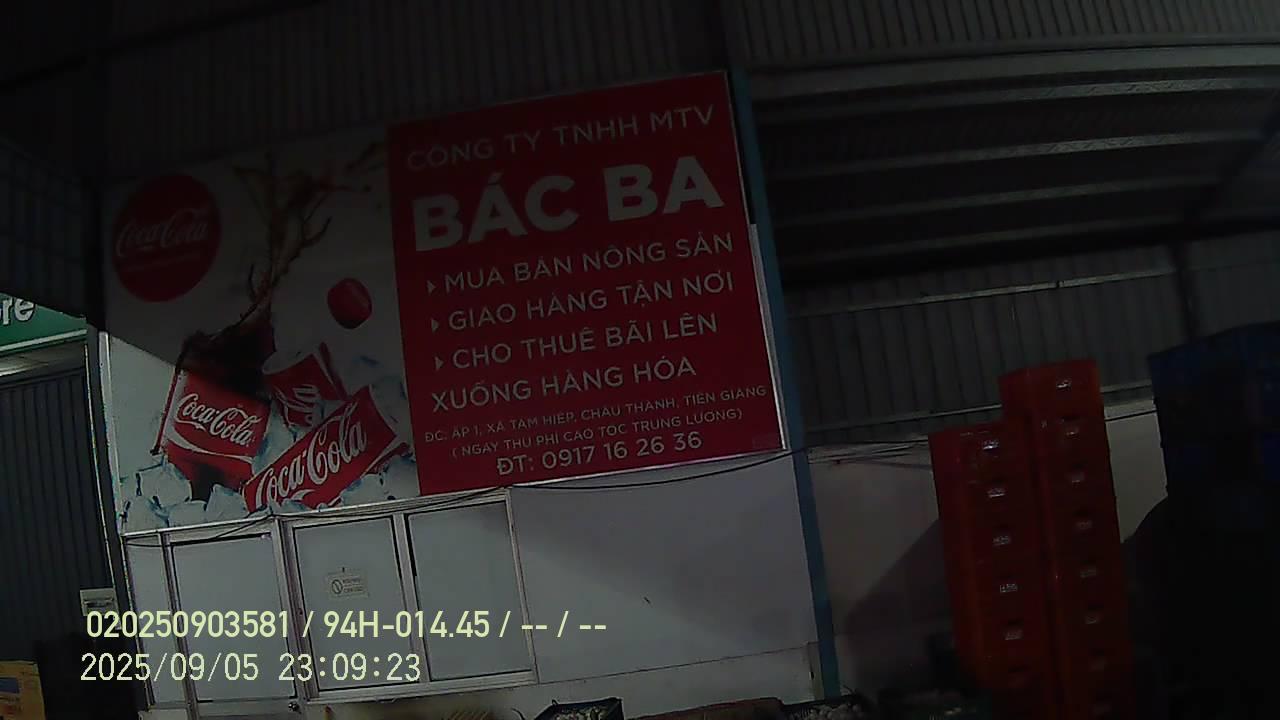 CÔNG TY TNHH MTV
BÁC BA
MUA BÁN NÔNG SẢN
GIAO HÀNG TẬN NƠI
CHO THUÊ BÃI LÊN
XUỐNG HÀNG HÓA
ĐC: ẤP 1, XÃ TAM HIỆP, CHÂU THÀNH, TIỀN GIANG
( NGAY THU PHÍ CAO TỐC TRUNG LƯƠNG)
ĐT: 0917 16 26 36
Coca-Cola
Coca-Cola
Coca-Cola
020250903581 / 94H-014.45 / -- / --
2025/09/05 23:09:23